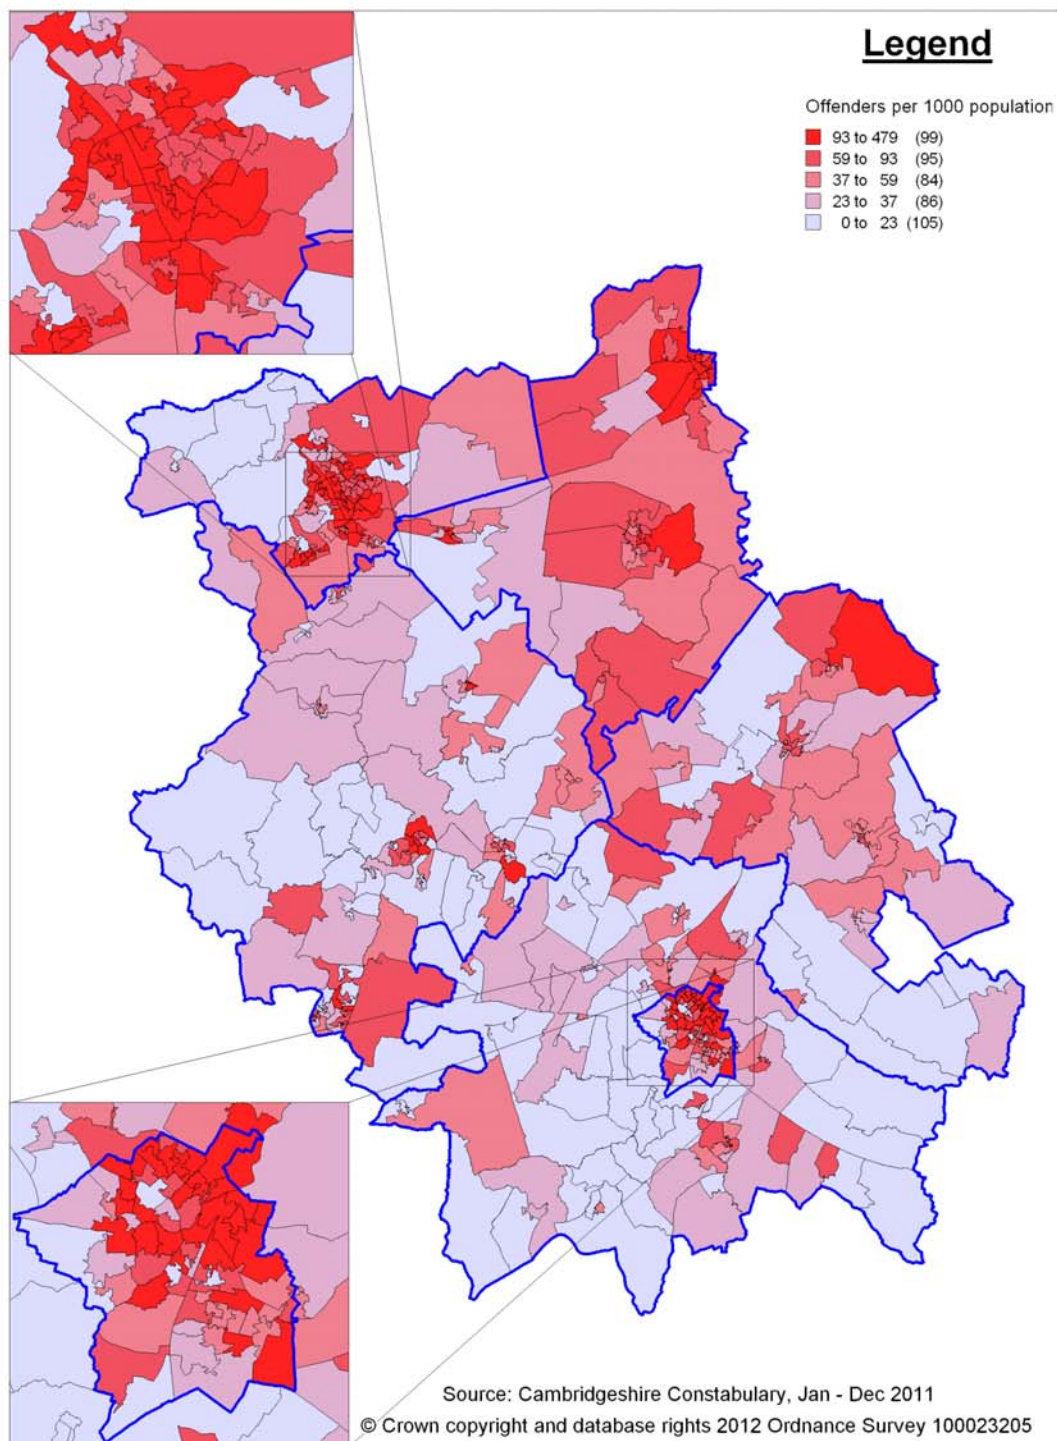 Legend
Offenders per 1000 population
93 to 479 (99)
59 to 93 (95)
37 to 59 (84)
23 to 37 (86)
0 to 23 (105)
Source: Cambridgeshire Constabulary, Jan - Dec 2011
© Crown copyright and database rights 2012 Ordnance Survey 100023205